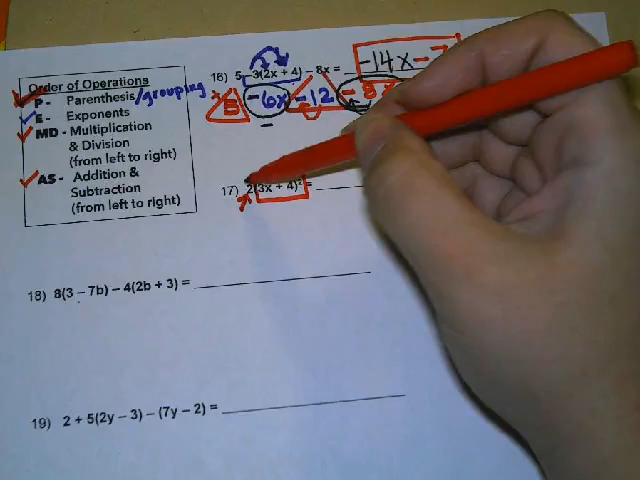 Order of Operations
P - Parenthesis /grouping
E - Exponents
MD - Multiplication
& Division
(from left to right)
AS - Addition &
Subtraction
(from left to right)
16) 5 - 3(2x + 4) - 8x = -14x - 7
5 - 6x - 12 - 8x
17) 2(3x + 4)² =
18) 8(3 – 7b) – 4(2b + 3) =
19) 2 + 5(2y – 3) – (7y – 2) =